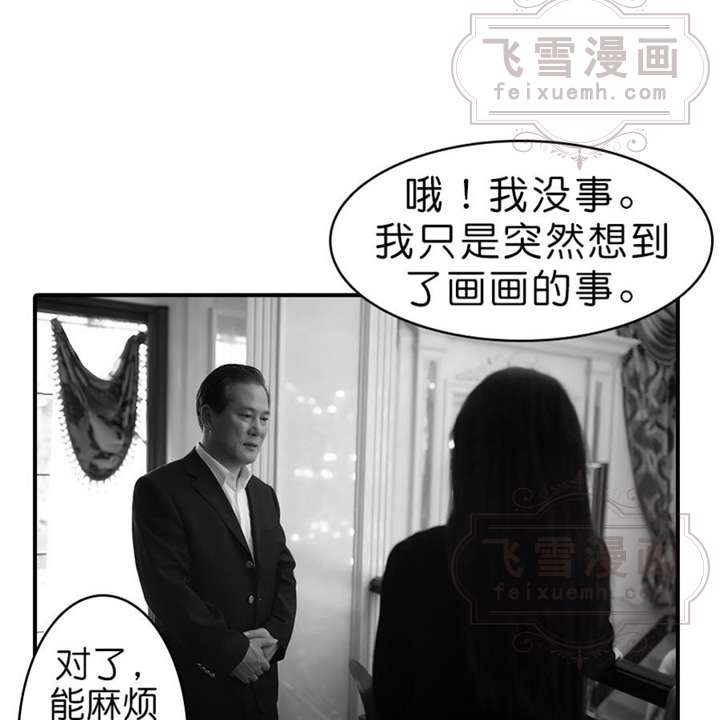 飞雪漫画
feixuemh.com
哦！我没事。
我只是突然想到
了画画的事。
飞雪漫画
feixuemh.com
对了，
能麻烦